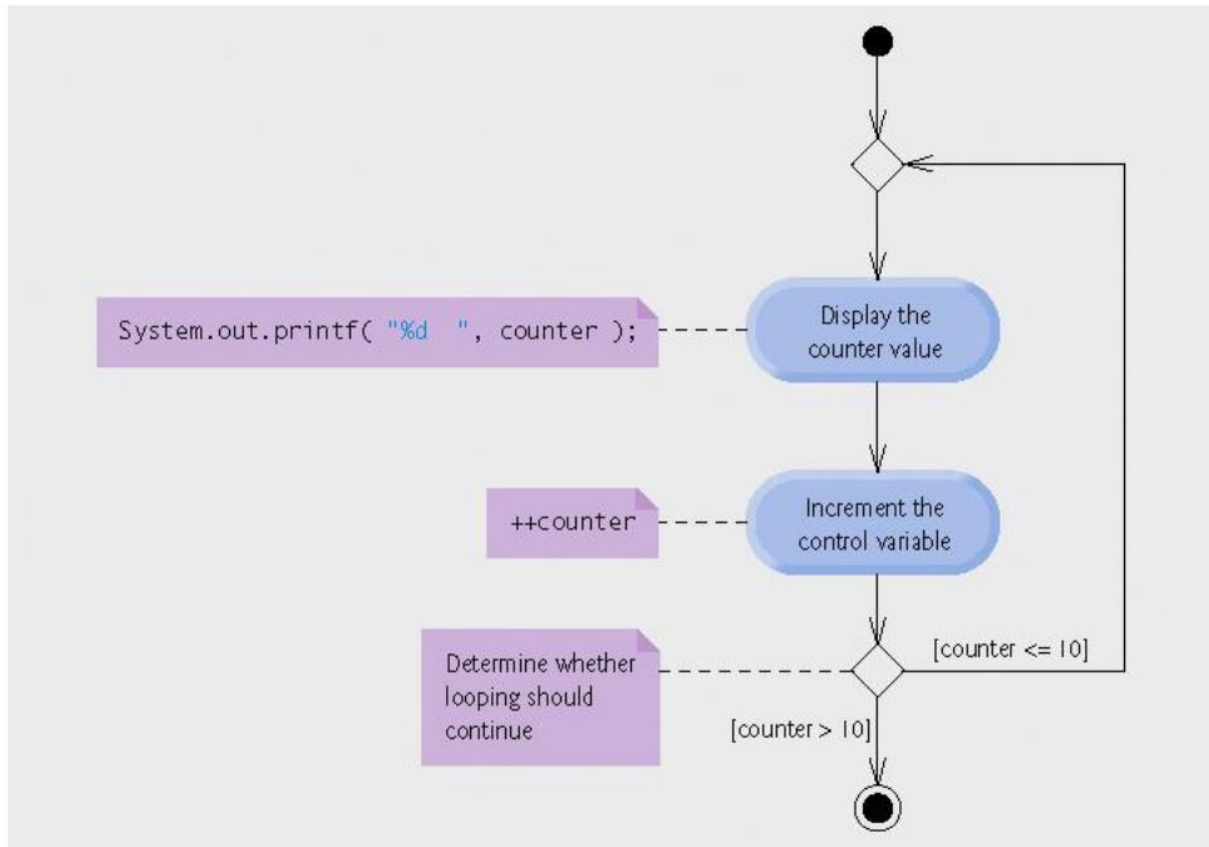 System.out.printf( "%d  ", counter );
Display the
counter value
++counter
Increment the
control variable
Determine whether
looping should
continue
[counter <= 10]
[counter > 10]